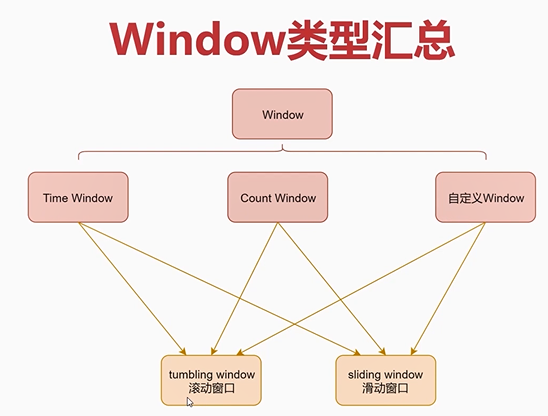 Window类型汇总
Window
Time Window
Count Window
自定义Window
tumbling window
滚动窗口
sliding window
滑动窗口